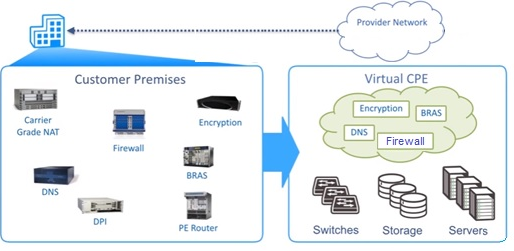 Provider Network
Customer Premises
Carrier
Grade NAT
Firewall
Encryption
DNS
BRAS
DPI
PE Router
Virtual CPE
Encryption
BRAS
DNS
Firewall
Switches
Storage
Servers